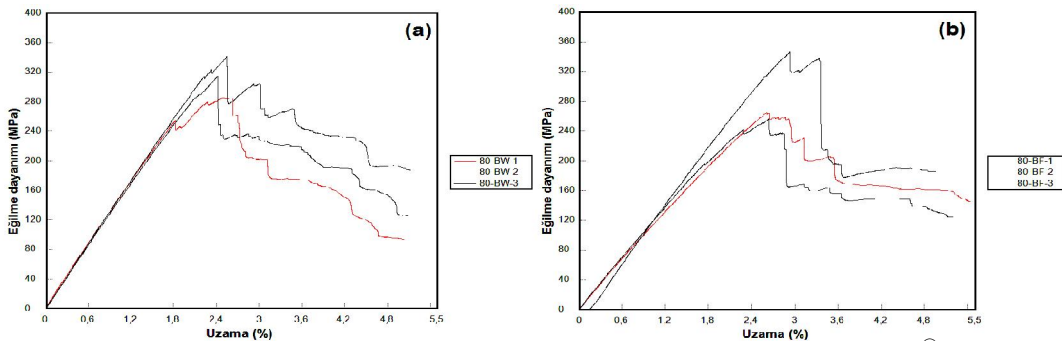 (a)
Eğilme dayanımı (MPa)
400
360
320
280
240
200
160
120
80
40
0
0 0,6 1,2 1,8 2,4 3 3,6 4,2 4,8 5,5
Uzama (%)
80-BW-1
80-BW-2
80-BW-3
(b)
Eğilme dayanımı (MPa)
400
360
320
280
240
200
160
120
80
40
0
0 0,6 1,2 1,8 2,4 3 3,6 4,2 4,8 5,5
Uzama (%)
80-BF-1
80-BF-2
80-BF-3